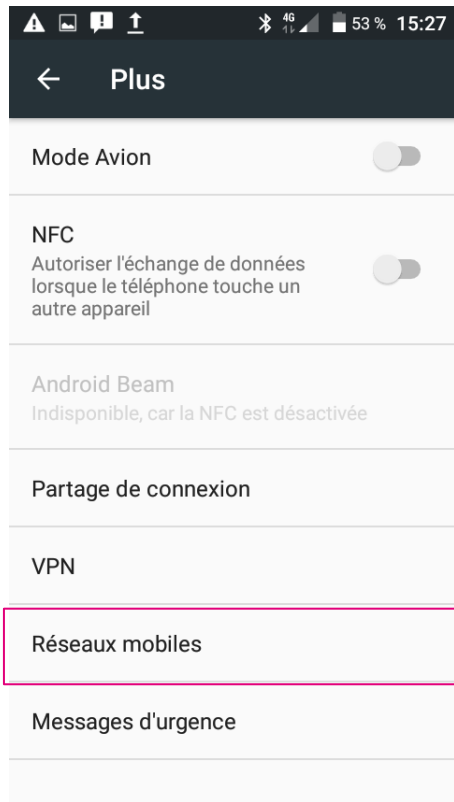 4G 53 % 15:27
Plus
Mode Avion
NFC
Autoriser l'échange de données
lorsque le téléphone touche un
autre appareil
Android Beam
Indisponible, car la NFC est désactivée
Partage de connexion
VPN
Réseaux mobiles
Messages d'urgence